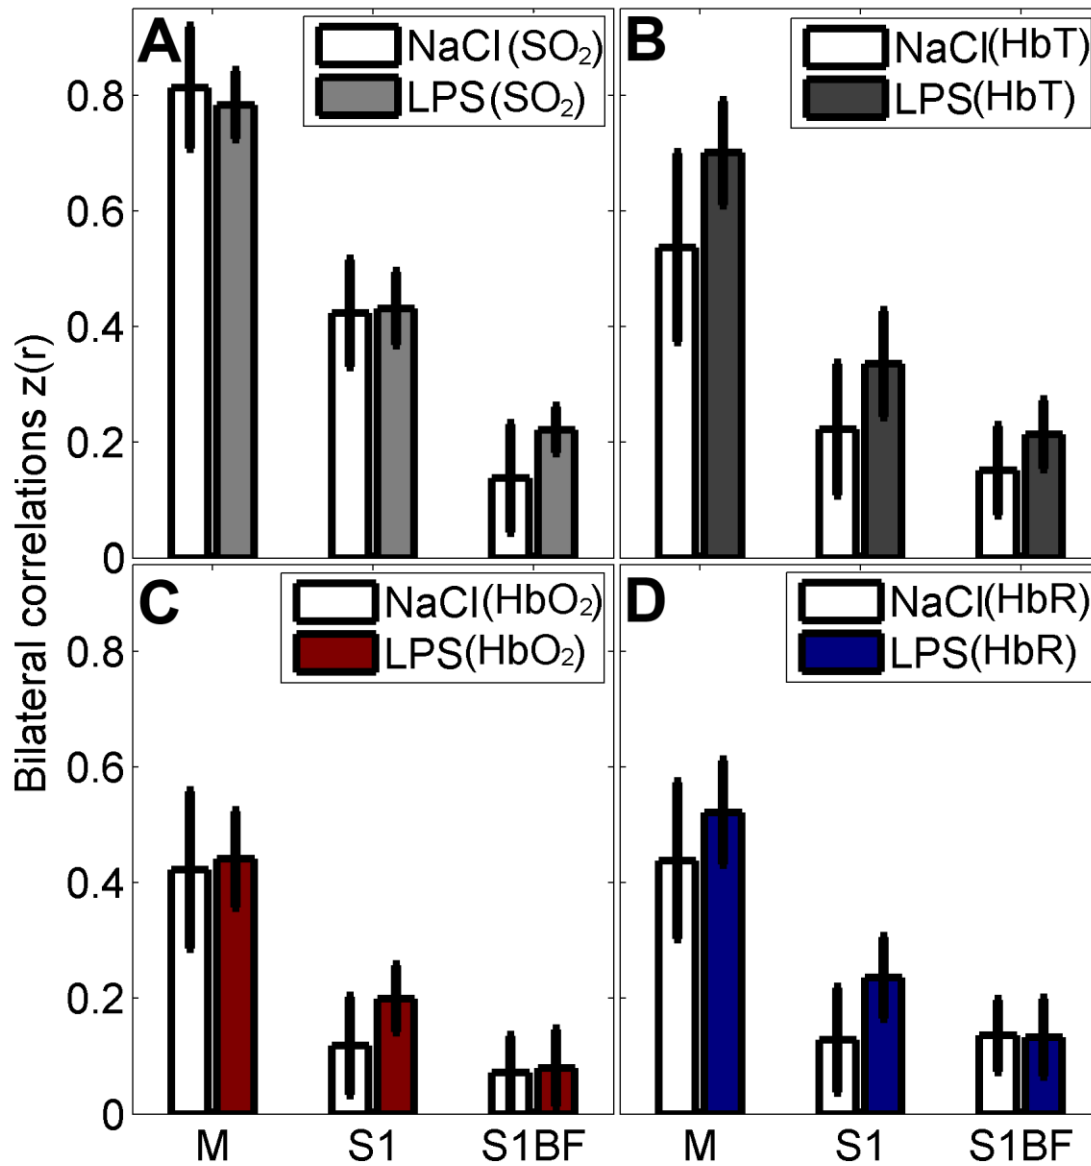 Bilateral correlations z(r)
A
NaCl(SO₂)
LPS(SO₂)
0.8
0.6
0.4
0.2
0
B
NaCl(HbT)
LPS(HbT)
C
NaCl(HbO₂)
LPS(HbO₂)
0.8
0.6
0.4
0.2
0
M S1 S1BF
D
NaCl(HbR)
LPS(HbR)
M S1 S1BF